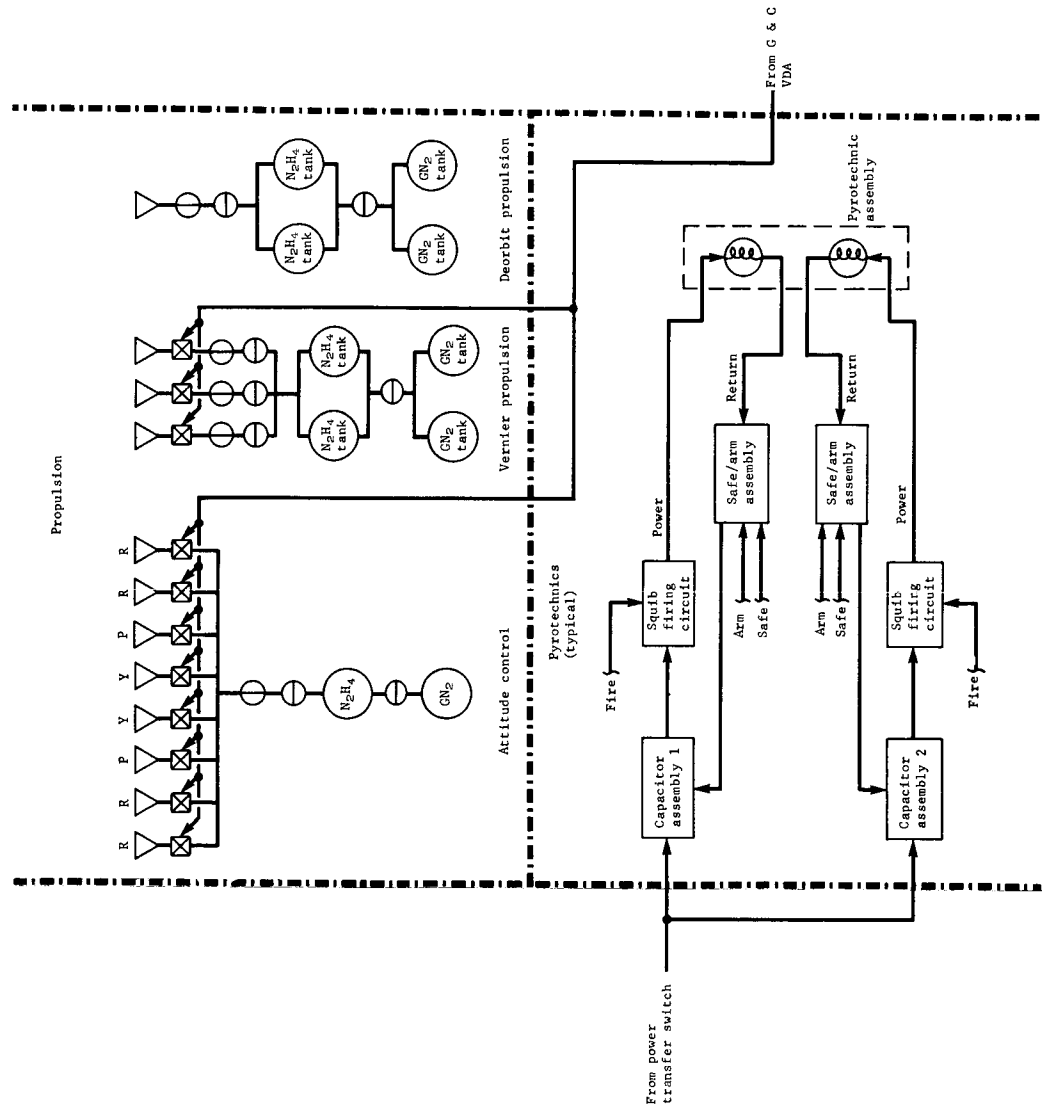 Propulsion
R
R
P
Y
Y
P
R
R
N2H4
GN2
Attitude control
N2H4
tank
N2H4
tank
GN2
tank
GN2
tank
Vernier propulsion
N2H4
tank
N2H4
tank
GN2
tank
GN2
tank
Deorbit propulsion
From G & C
VDA
Pyrotechnics
(typical)
Fire
Capacitor
assembly 1
Squib
firing
circuit
Power
Arm
Safe
Safe/arm
assembly
Return
Pyrotechnic
assembly
Return
Safe/arm
assembly
Arm
Safe
Power
Squib
firing
circuit
Capacitor
assembly 2
Fire
From power
transfer switch